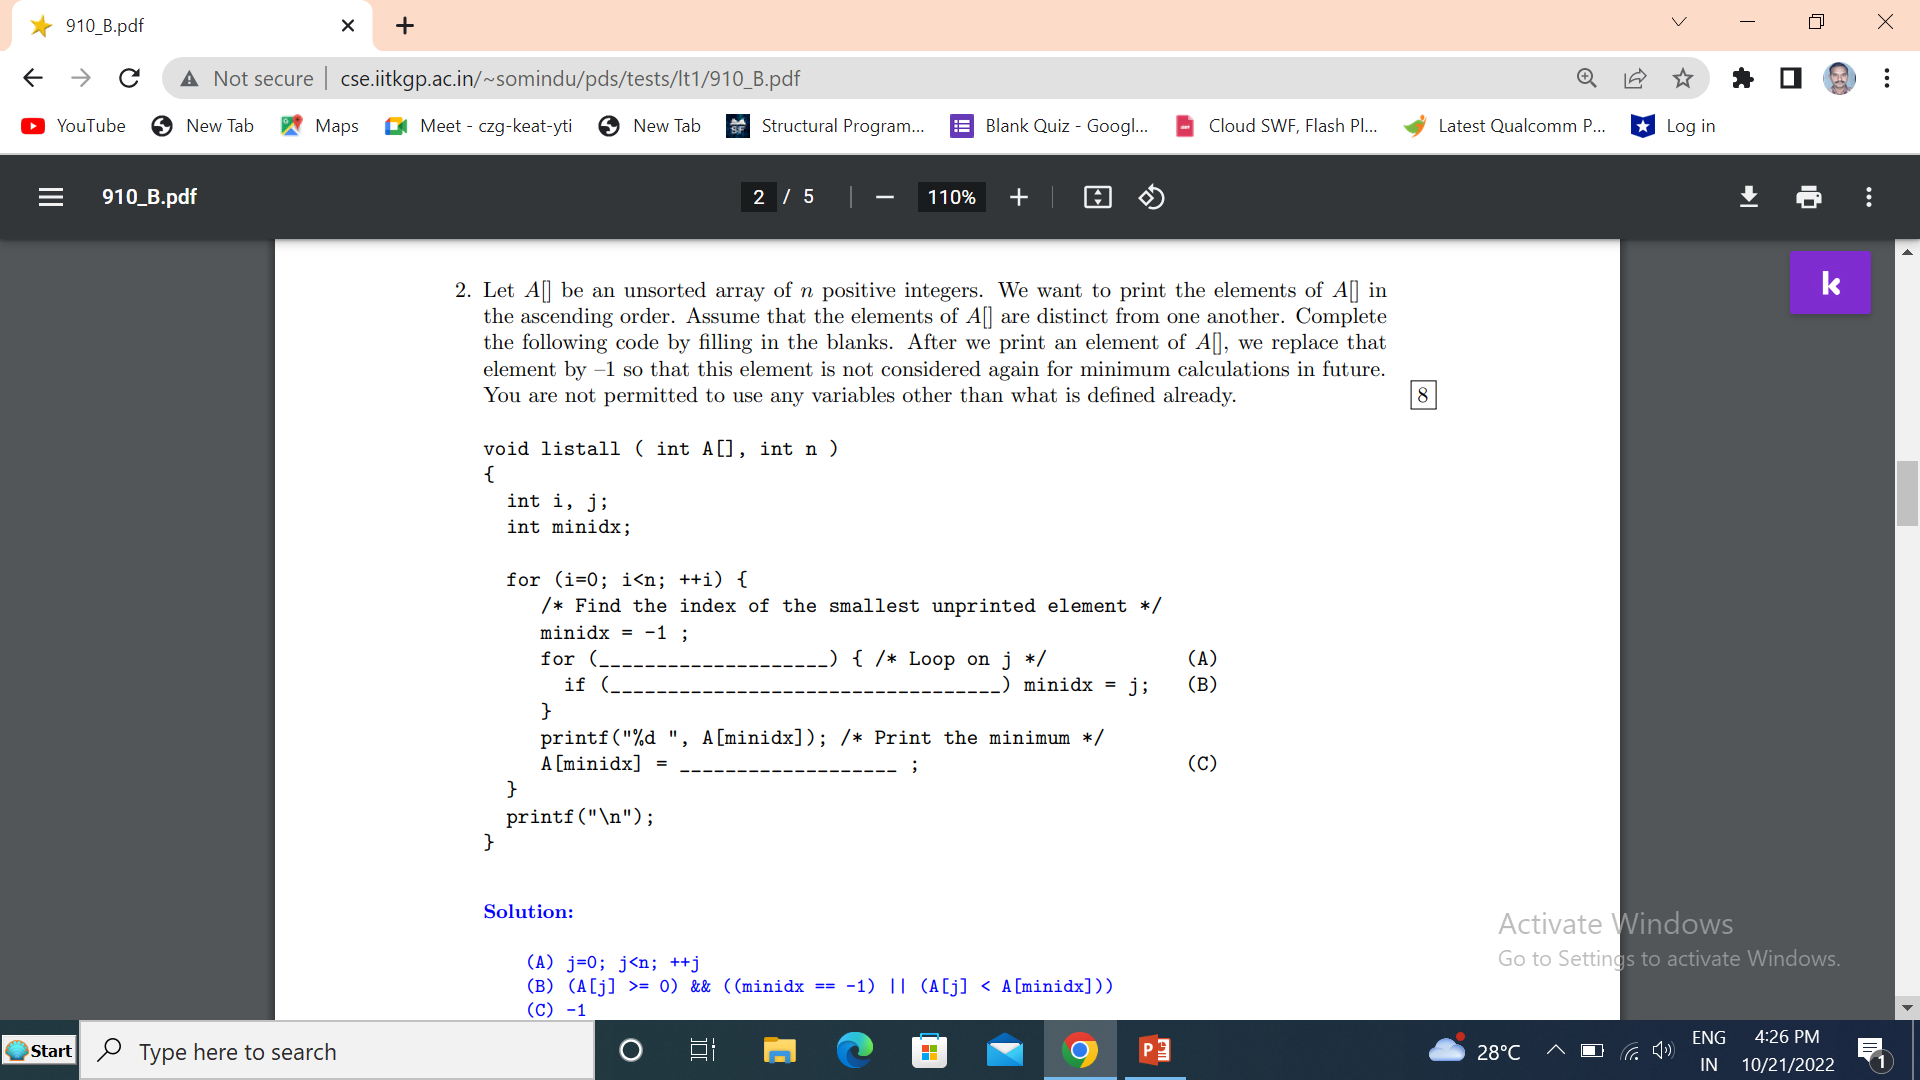 910_B.pdf
Not secure
cse.iitkgp.ac.in/~somindu/pds/tests/lt1/910_B.pdf
YouTube
New Tab
Maps
Meet - czg-keat-yti
New Tab
SF
Structural Program...
Blank Quiz - Googl...
Cloud SWF, Flash Pl...
Latest Qualcomm P...
Log in
910_B.pdf
2 / 5
110%
k
2. Let A[] be an unsorted array of n positive integers. We want to print the elements of A[] in
the ascending order. Assume that the elements of A[] are distinct from one another. Complete
the following code by filling in the blanks. After we print an element of A[], we replace that
element by –1 so that this element is not considered again for minimum calculations in future.
You are not permitted to use any variables other than what is defined already. 8
void listall ( int A[], int n )
{
int i, j;
int minidx;
for (i=0; i<n; ++i) {
/* Find the index of the smallest unprinted element */
minidx = -1 ;
for (____________________) { /* Loop on j */ (A)
if (__________________________________) minidx = j; (B)
}
printf("%d ", A[minidx]); /* Print the minimum */
A[minidx] = ___________________ ; (C)
}
printf("\n");
}
Solution:
(A) j=0; j<n; ++j
(B) (A[j] >= 0) && ((minidx == -1) || (A[j] < A[minidx]))
(C) -1
Activate Windows
Go to Settings to activate Windows.
Start
Type here to search
28°C
ENG
IN
4:26 PM
10/21/2022
1